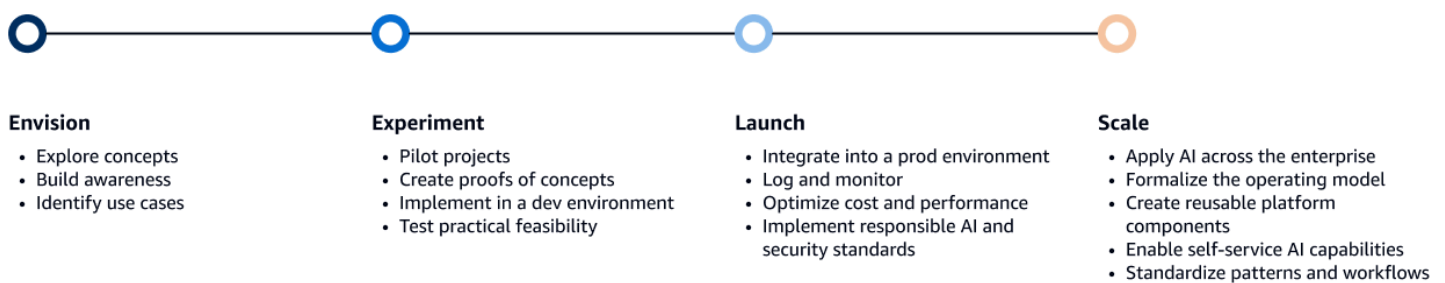 Envision
• Explore concepts
• Build awareness
• Identify use cases
Experiment
• Pilot projects
• Create proofs of concepts
• Implement in a dev environment
• Test practical feasibility
Launch
• Integrate into a prod environment
• Log and monitor
• Optimize cost and performance
• Implement responsible AI and
security standards
Scale
• Apply AI across the enterprise
• Formalize the operating model
• Create reusable platform
components
• Enable self-service AI capabilities
• Standardize patterns and workflows